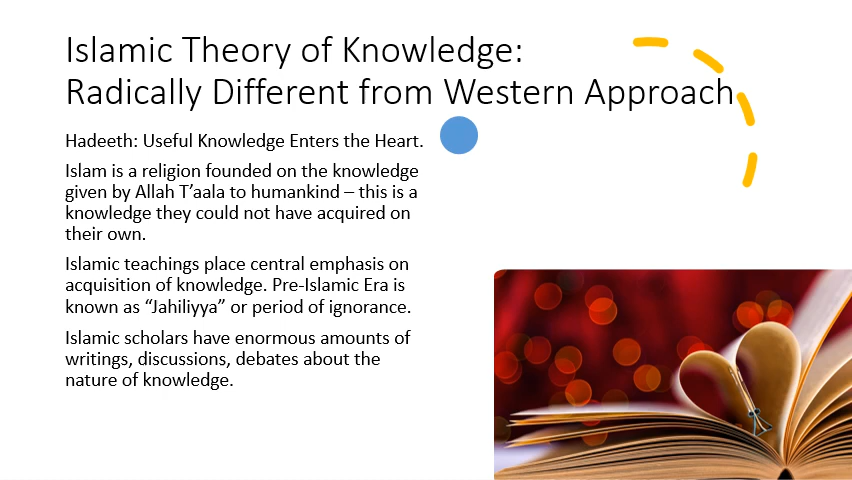 Islamic Theory of Knowledge:
Radically Different from Western Approach
Hadeeth: Useful Knowledge Enters the Heart.
Islam is a religion founded on the knowledge
given by Allah T’aala to humankind – this is a
knowledge they could not have acquired on
their own.
Islamic teachings place central emphasis on
acquisition of knowledge. Pre-Islamic Era is
known as “Jahiliyya” or period of ignorance.
Islamic scholars have enormous amounts of
writings, discussions, debates about the
nature of knowledge.